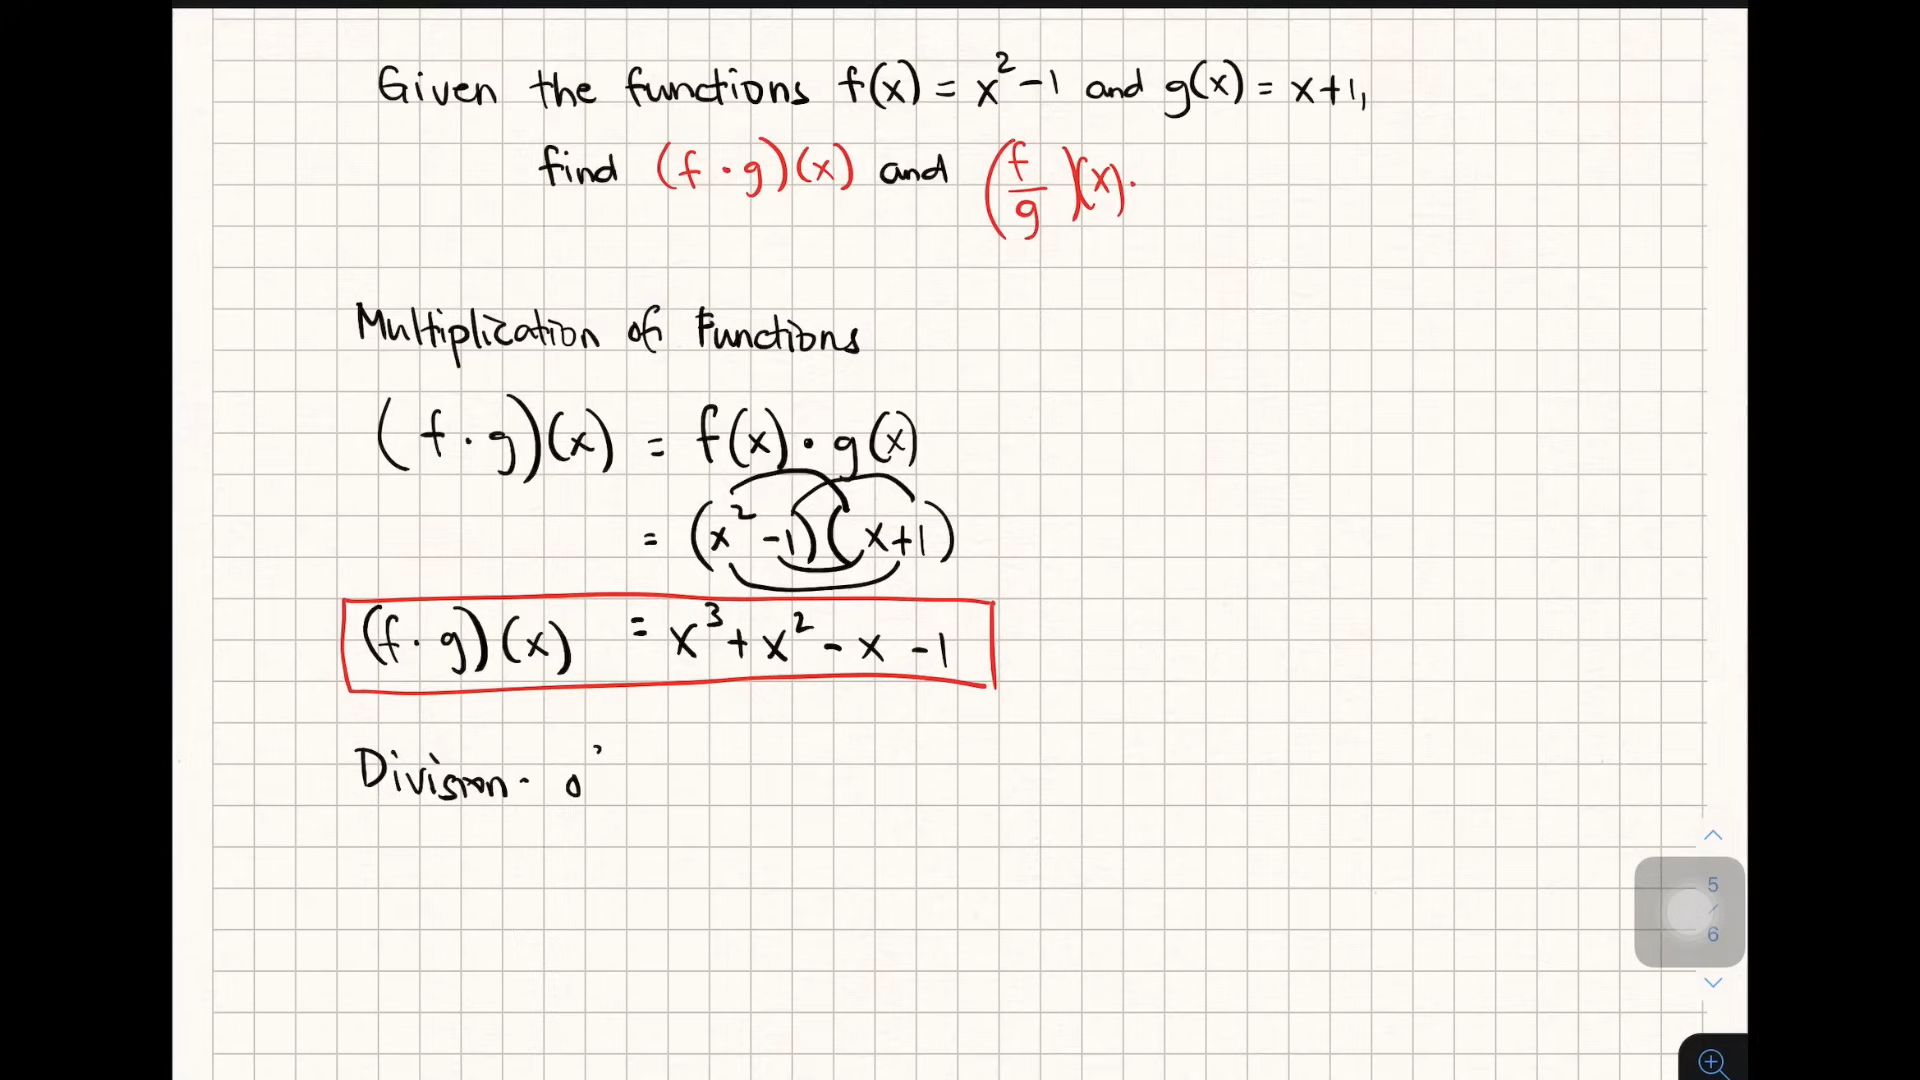 Given the functions f(x) = x² - 1 and g(x) = x + 1,
find (f · g)(x) and (f/g)(x).
Multiplication of Functions
(f · g)(x) = f(x) · g(x)
= (x² - 1)(x + 1)
(f · g)(x) = x³ + x² - x - 1
Division o
5
/
6